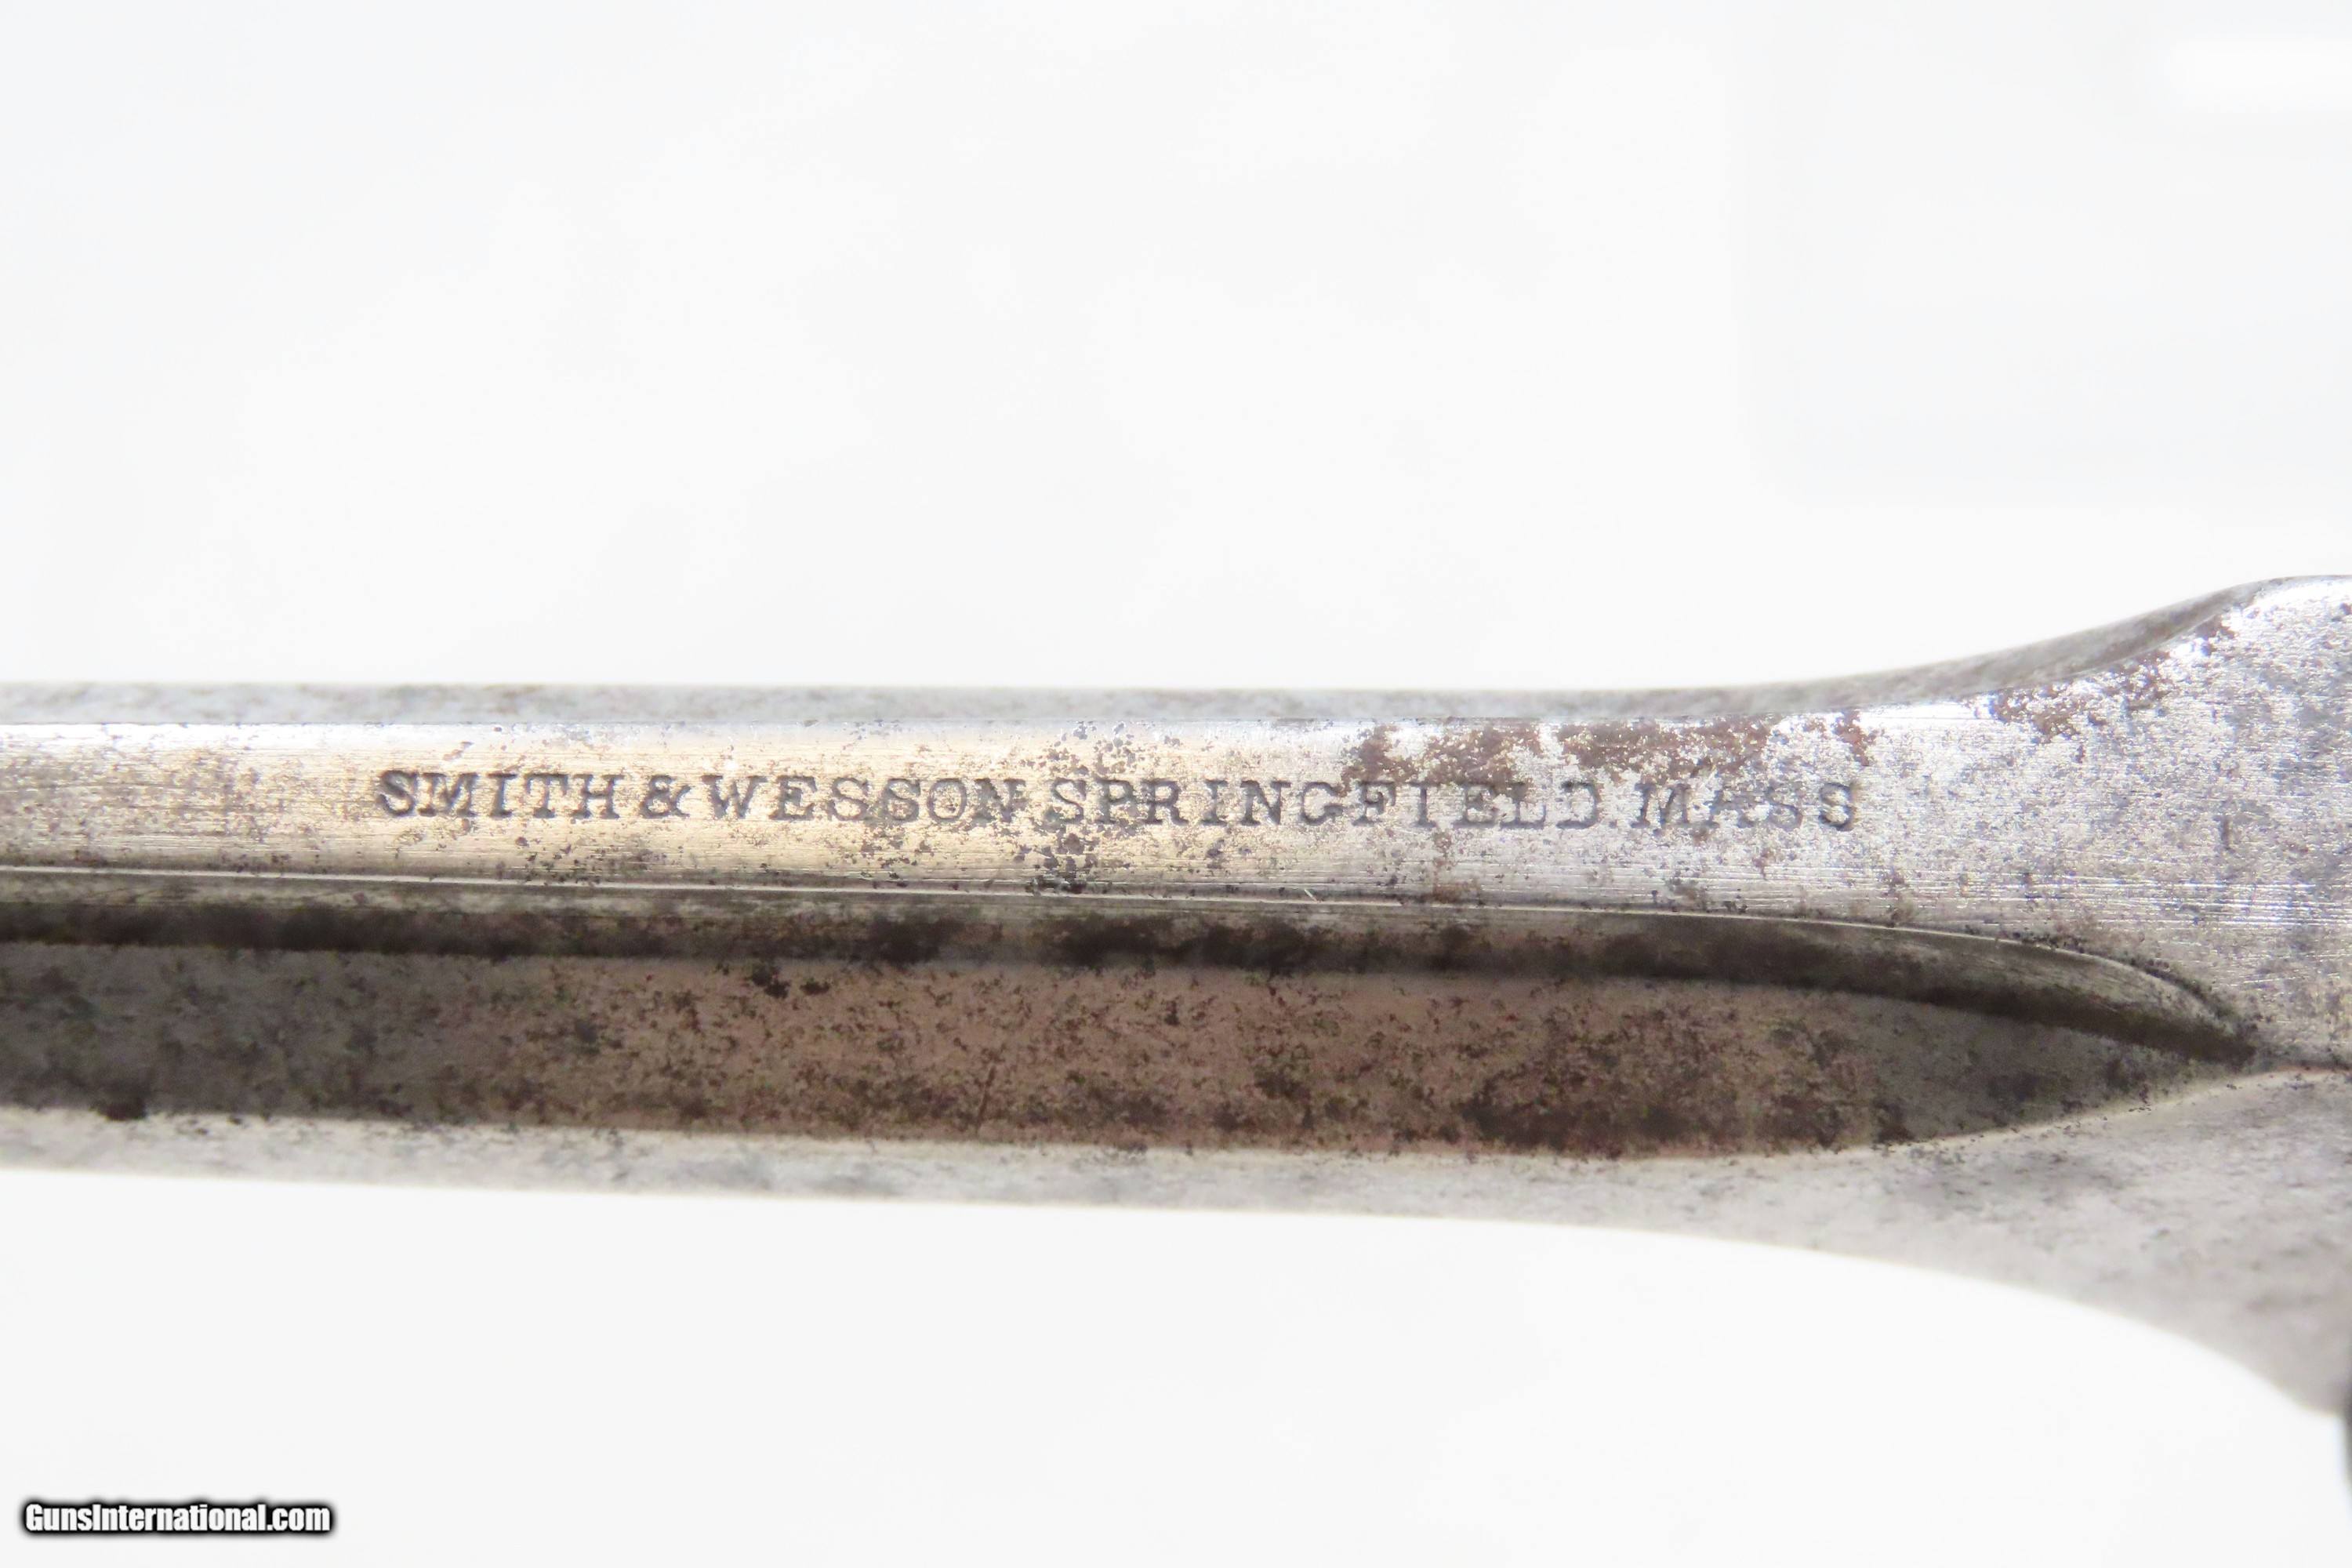 SMITH & WESSON SPRINGFIELD. MASS
GunsInternational.com